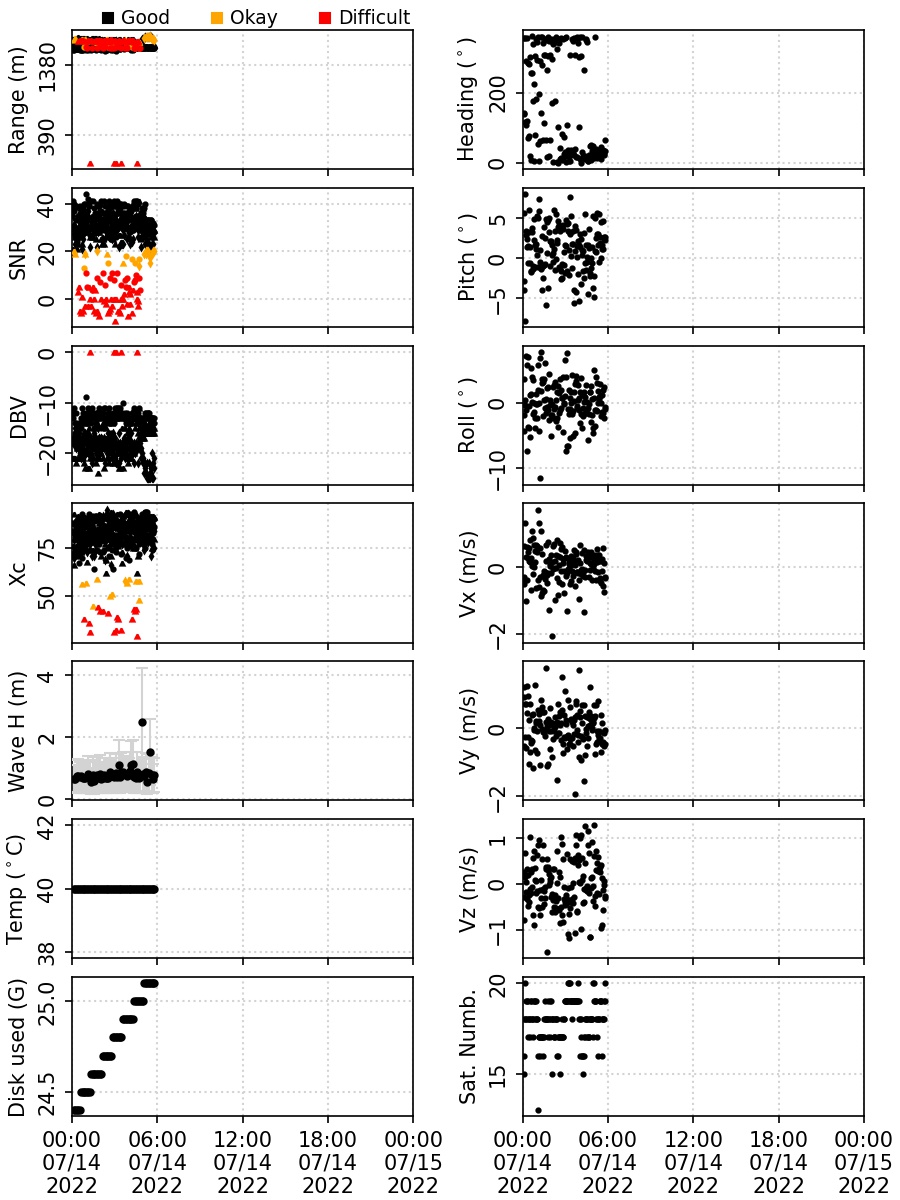 Good Okay Difficult
Range (m)
1380
390
Heading (°)
200
0
SNR
40
20
0
Pitch (°)
5
0
−5
DBV
0
−10
−20
Roll (°)
0
−10
Xc
75
50
Vx (m/s)
0
−2
Wave H (m)
4
2
0
Vy (m/s)
0
−2
Temp (°C)
42
40
38
Vz (m/s)
1
0
−1
Disk used (G)
25.0
24.5
Sat. Numb.
20
15
00:00 06:00 12:00 18:00 00:00
07/14 07/14 07/14 07/14 07/15
2022 2022 2022 2022 2022
00:00 06:00 12:00 18:00 00:00
07/14 07/14 07/14 07/14 07/15
2022 2022 2022 2022 2022